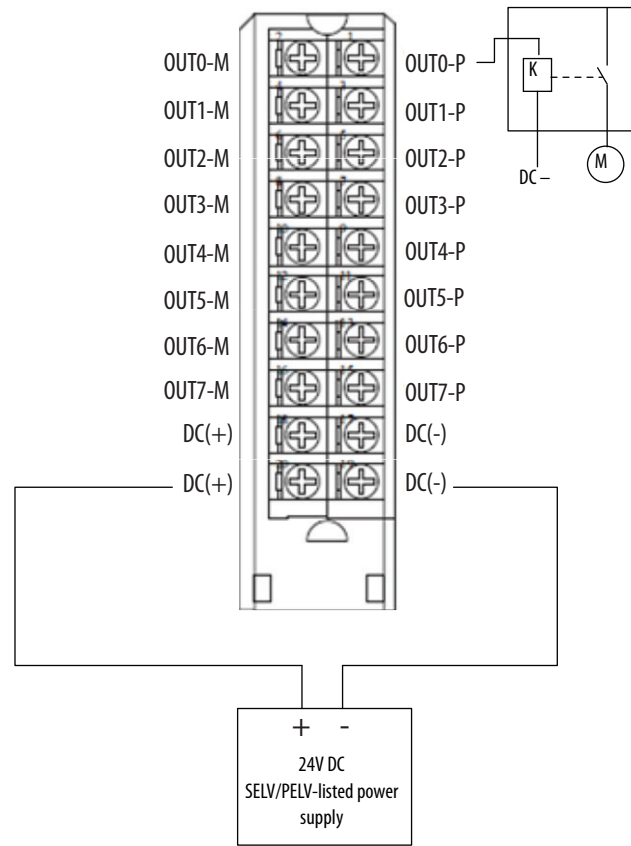 OUT0-M OUT0-P K
OUT1-M OUT1-P
OUT2-M OUT2-P DC – M
OUT3-M OUT3-P
OUT4-M OUT4-P
OUT5-M OUT5-P
OUT6-M OUT6-P
OUT7-M OUT7-P
DC(+) DC(-)
DC(+) DC(-)
+ -
24V DC
SELV/PELV-listed power
supply